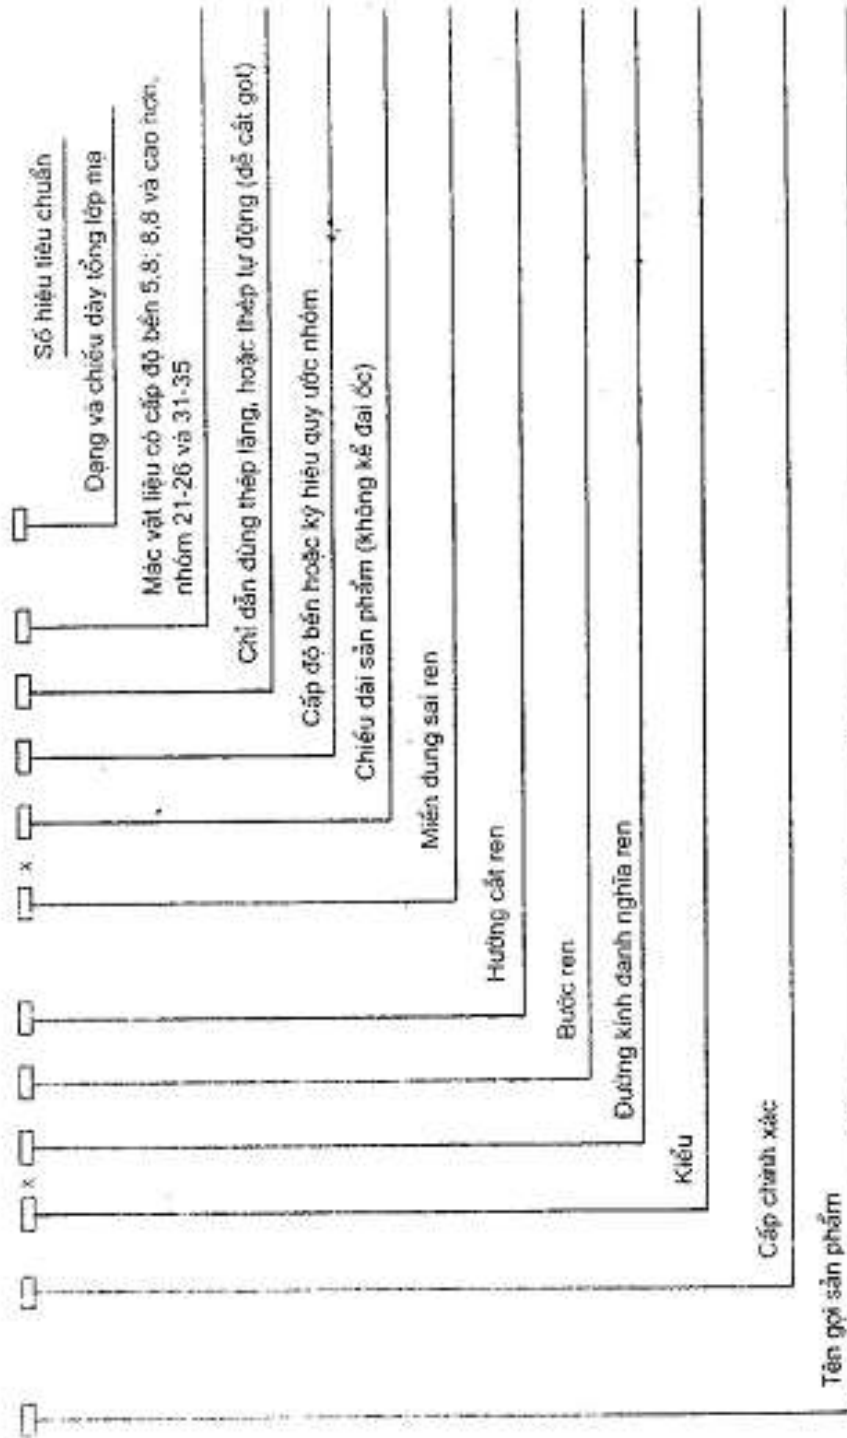 Số hiệu tiêu chuẩn
Dạng và chiều dày tổng lớp mạ
Mác vật liệu có cấp độ bền 5,8; 8,8 và cao hơn,
nhóm 21-26 và 31-35
Chỉ dẫn dùng thép lắng, hoặc thép tự động (dễ cắt gọt)
Cấp độ bền hoặc ký hiệu quy ước nhóm
Chiều dài sản phẩm (không kể đai ốc)
Miền dung sai ren
Hướng cắt ren
Bước ren
Đường kính danh nghĩa ren
Kiểu
Cấp chính xác
Tên gọi sản phẩm
x
x